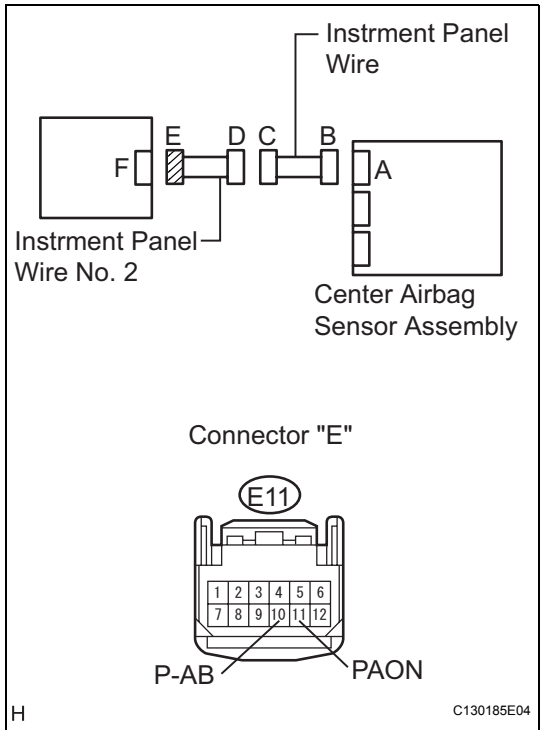 Instrment Panel
Wire
E D C B
F A
Instrment Panel
Wire No. 2
Center Airbag
Sensor Assembly
Connector "E"
E11
1 2 3 4 5 6
7 8 9 10 11 12
P-AB PAON
H C130185E04